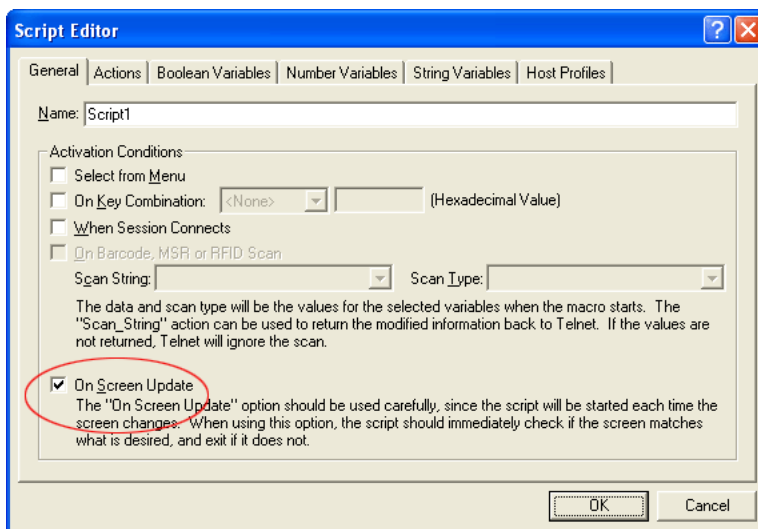 Script Editor
General Actions Boolean Variables Number Variables String Variables Host Profiles
Name: Script1
Activation Conditions
Select from Menu
On Key Combination: <None> (Hexadecimal Value)
When Session Connects
On Barcode, MSR or RFID Scan
Scan String: Scan Type:
The data and scan type will be the values for the selected variables when the macro starts. The
"Scan_String" action can be used to return the modified information back to Telnet. If the values are
not returned, Telnet will ignore the scan.
On Screen Update
The "On Screen Update" option should be used carefully, since the script will be started each time the
screen changes. When using this option, the script should immediately check if the screen matches
what is desired, and exit if it does not.
OK Cancel